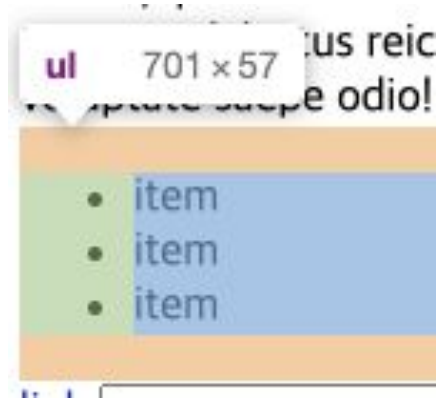 tus reic
ul 701 × 57
e odio!
• item
• item
• item